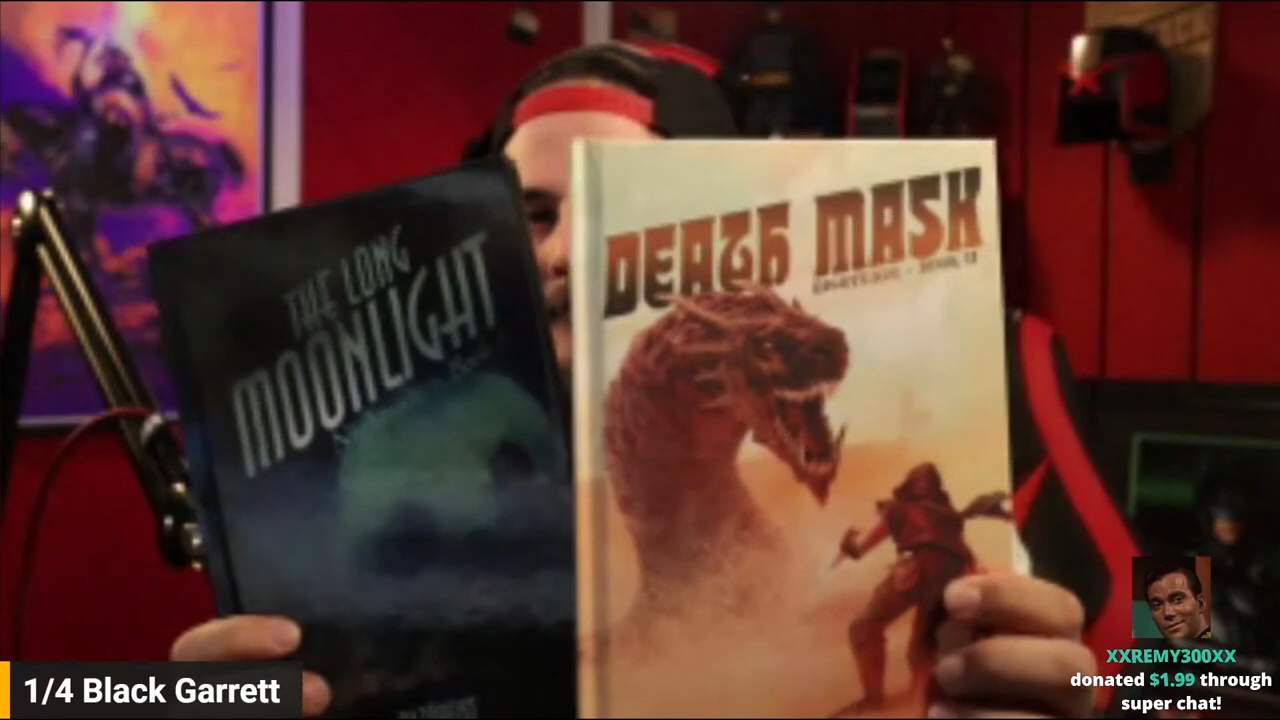 THE LONG
MOONLIGHT
DEATH MASK
1/4 Black Garrett
XXREMY300XX
donated $1.99 through
super chat!